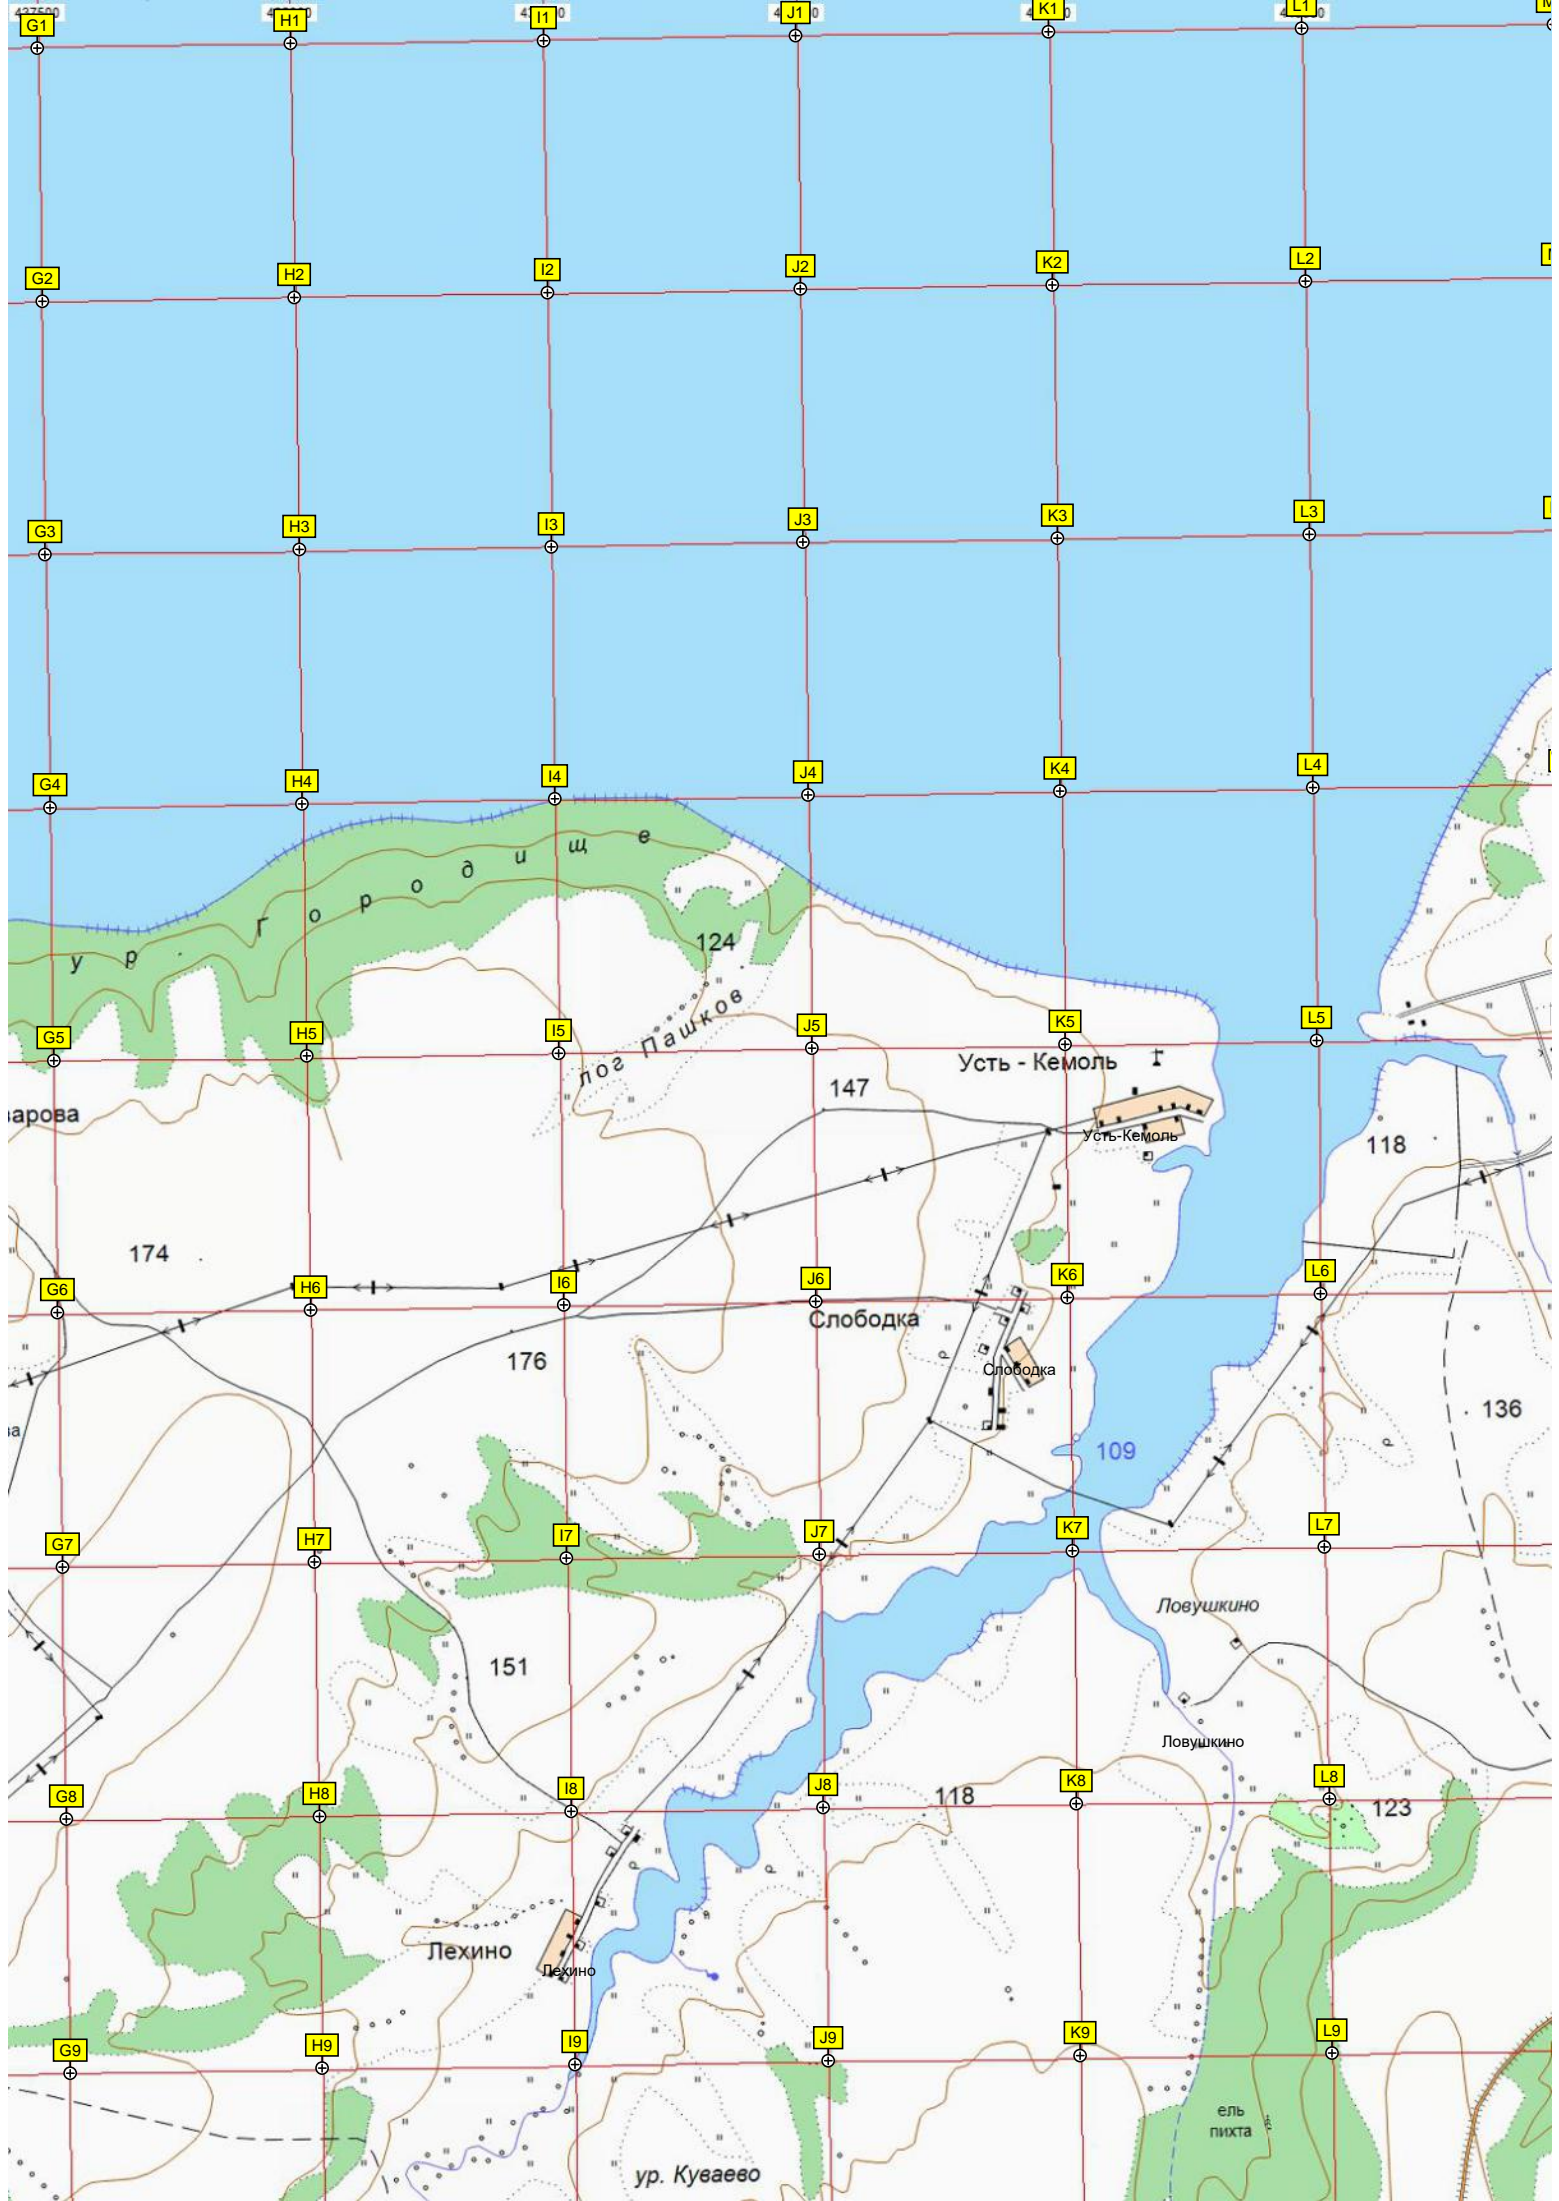 437500
G1
H1
I1
J1
K1
L1
G2
H2
I2
J2
K2
L2
G3
H3
I3
J3
K3
L3
G4
H4
I4
J4
K4
L4
ур. Городище
124
лог Пашков
G5
H5
I5
J5
K5
L5
Усть - Кемоль
147
арова
Усть-Кемоль
118
174
G6
H6
I6
J6
K6
L6
Слободка
176
Слободка
р
136
р
ва
109
G7
H7
I7
J7
K7
L7
Ловушкино
151
Ловушкино
G8
H8
I8
J8
K8
L8
118
123
р
р
Лехино
Лехино
G9
H9
I9
J9
K9
L9
ель
пихта
ур. Куваево